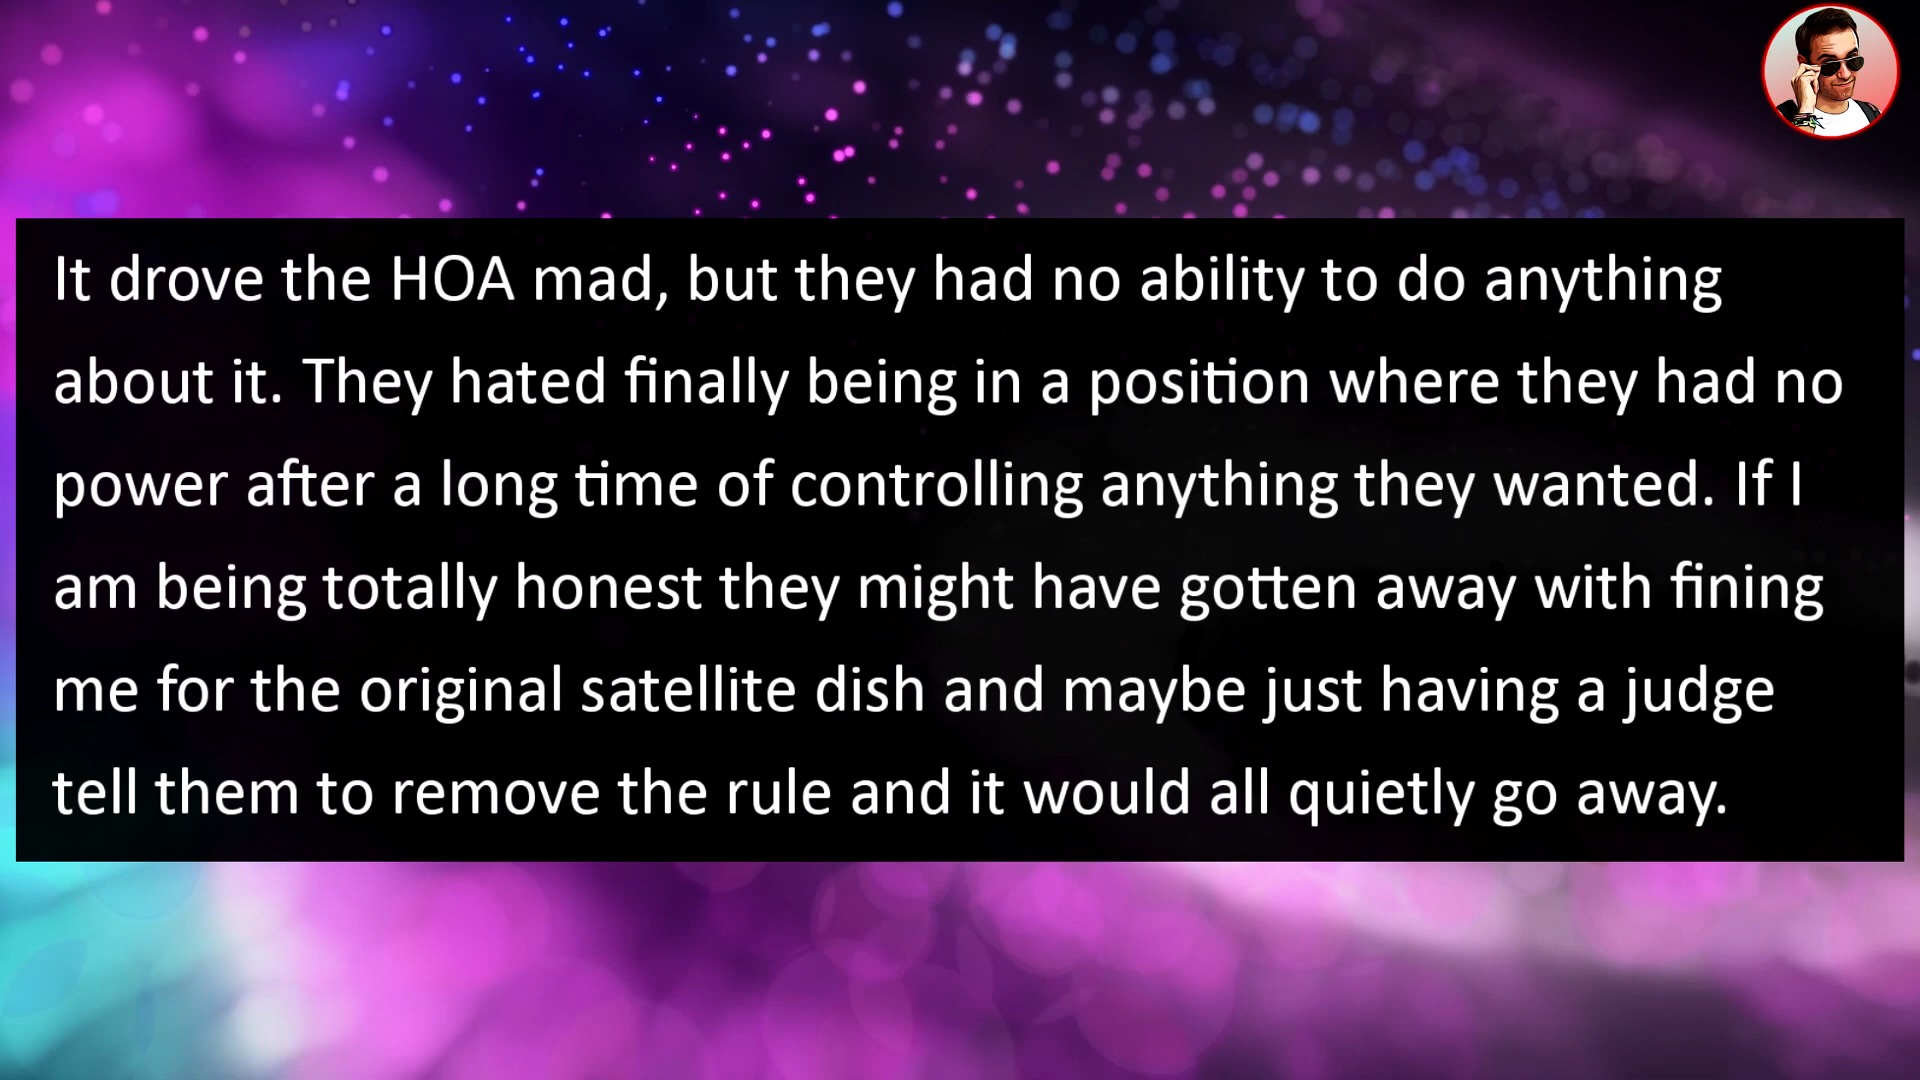 It drove the HOA mad, but they had no ability to do anything
about it. They hated finally being in a position where they had no
power after a long time of controlling anything they wanted. If I
am being totally honest they might have gotten away with fining
me for the original satellite dish and maybe just having a judge
tell them to remove the rule and it would all quietly go away.